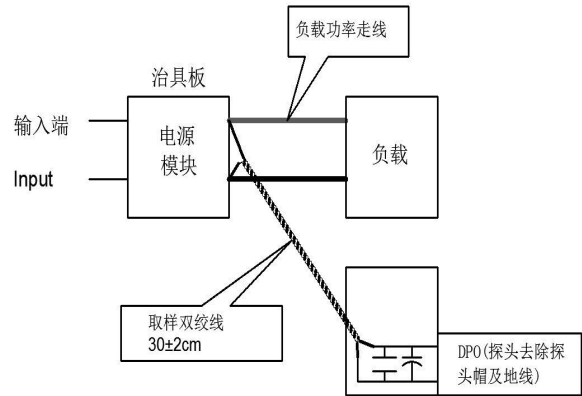 负载功率走线
治具板
输入端
Input
电源
模块
负载
取样双绞线
30±2cm
DPO(探头去除探
头帽及地线)